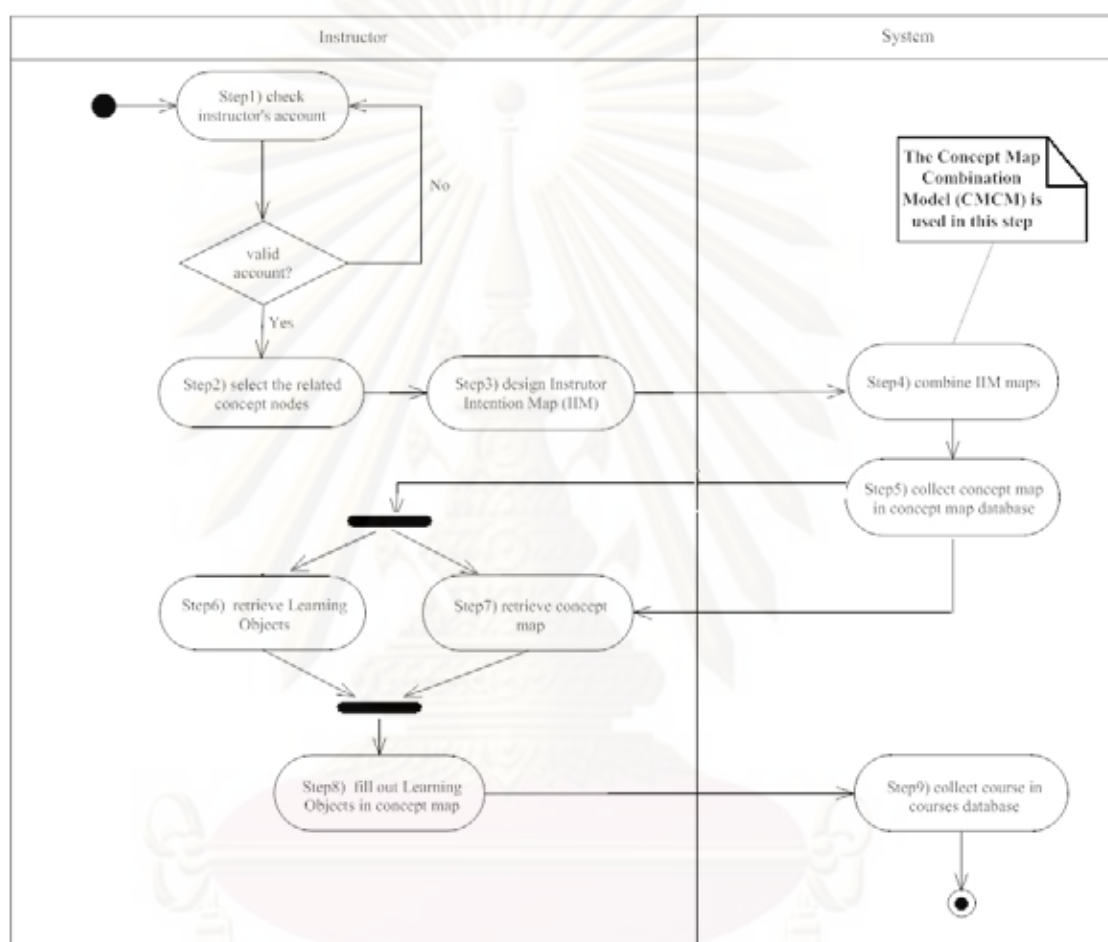 Instructor
System
Step1) check
instructor's account
No
valid
account?
Yes
The Concept Map
Combination
Model (CMCM) is
used in this step
Step2) select the related
concept nodes
Step3) design Instrutor
Intention Map (IIM)
Step4) combine IIM maps
Step5) collect concept map
in concept map database
Step6) retrieve Learning
Objects
Step7) retrieve concept
map
Step8) fill out Learning
Objects in concept map
Step9) collect course in
courses database